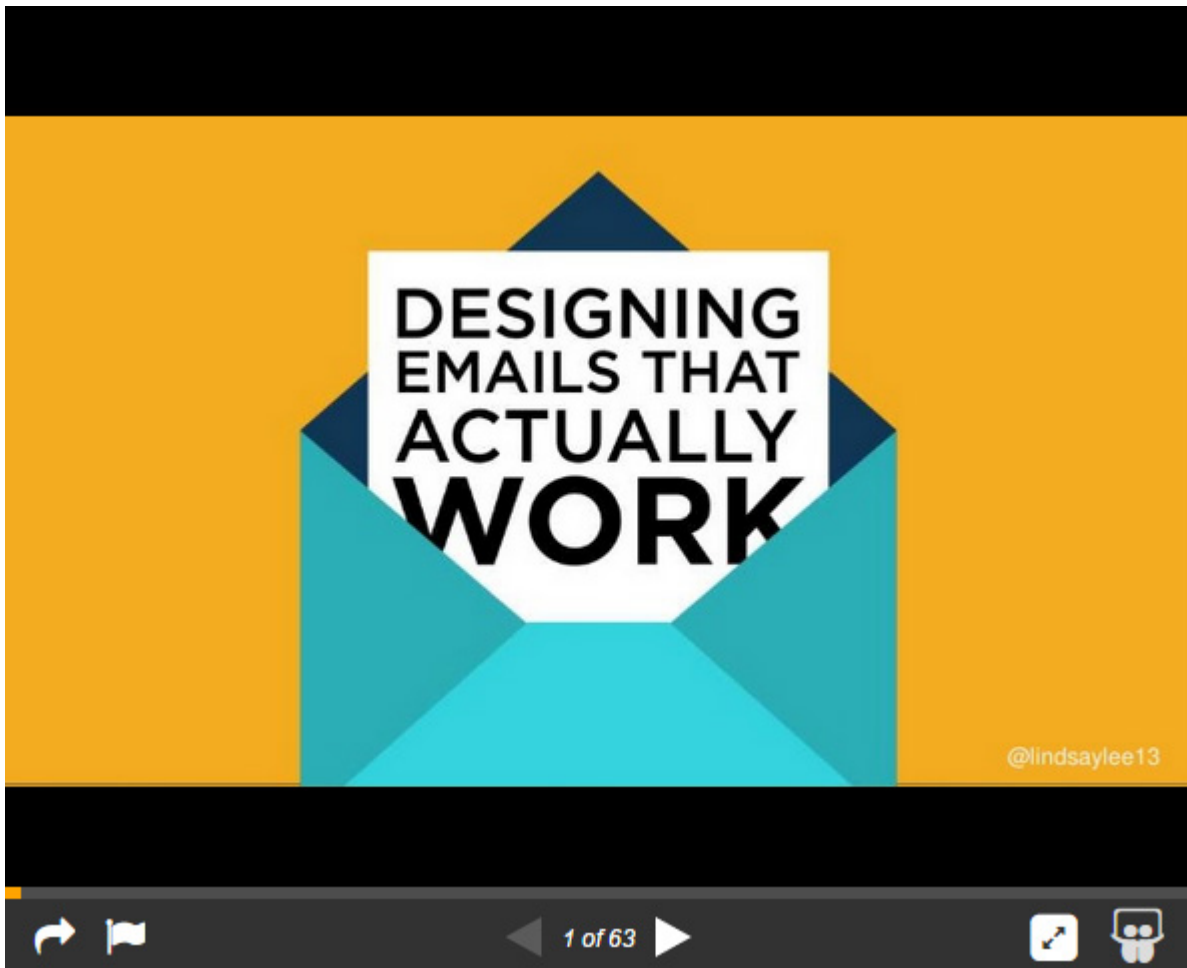 DESIGNING
EMAILS THAT
ACTUALLY
WORK
@lindsaylee13
1 of 63